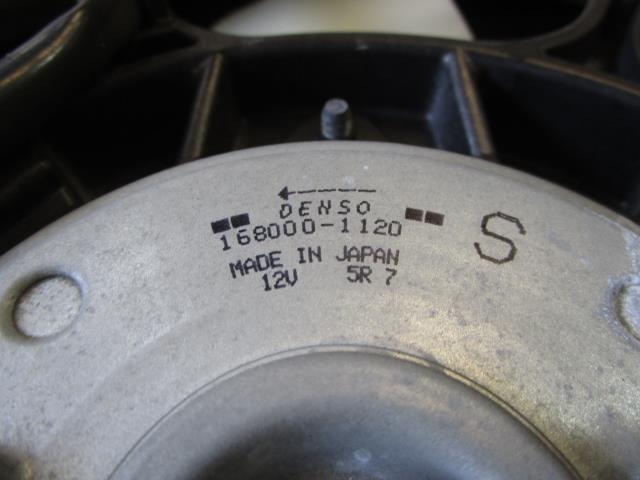 DENSO
168000-1120
S
MADE IN JAPAN
12V 5R 7